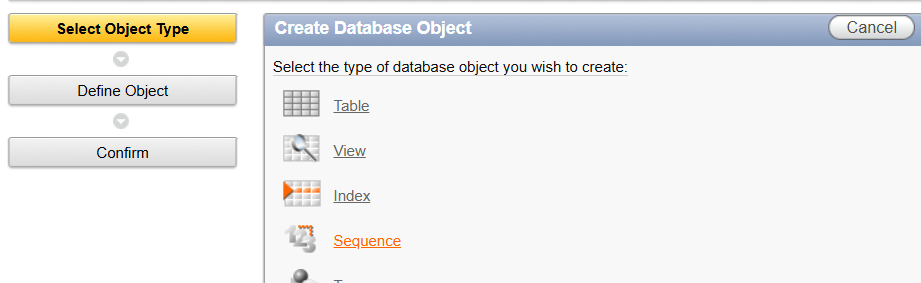 Select Object Type
Define Object
Confirm
Create Database Object
Cancel
Select the type of database object you wish to create:
Table
View
Index
Sequence